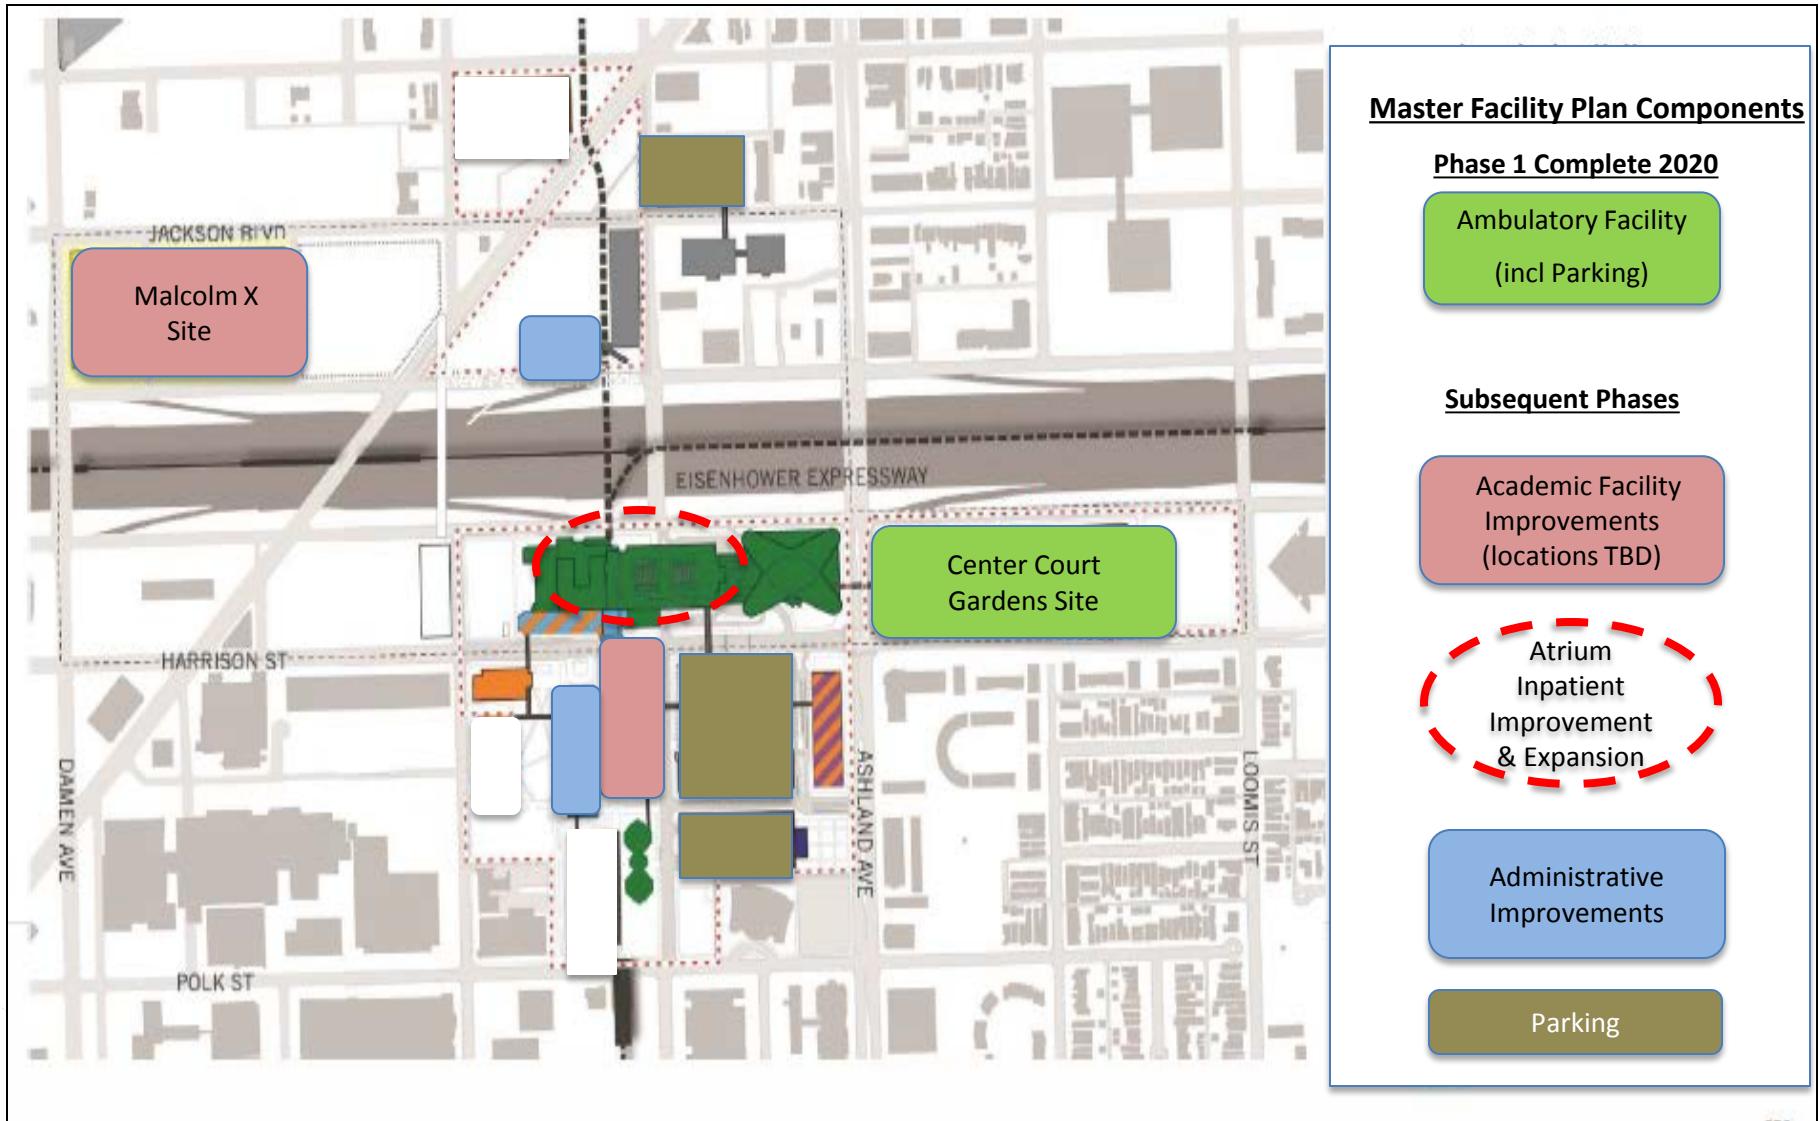 JACKSON BLVD
Malcolm X
Site
EISENHOWER EXPRESSWAY
Center Court
Gardens Site
HARRISON ST
DAMEN AVE
ASHLAND AVE
LOOMIS ST
POLK ST
Master Facility Plan Components
Phase 1 Complete 2020
Ambulatory Facility
(incl Parking)
Subsequent Phases
Academic Facility
Improvements
(locations TBD)
Atrium
Inpatient
Improvement
& Expansion
Administrative
Improvements
Parking